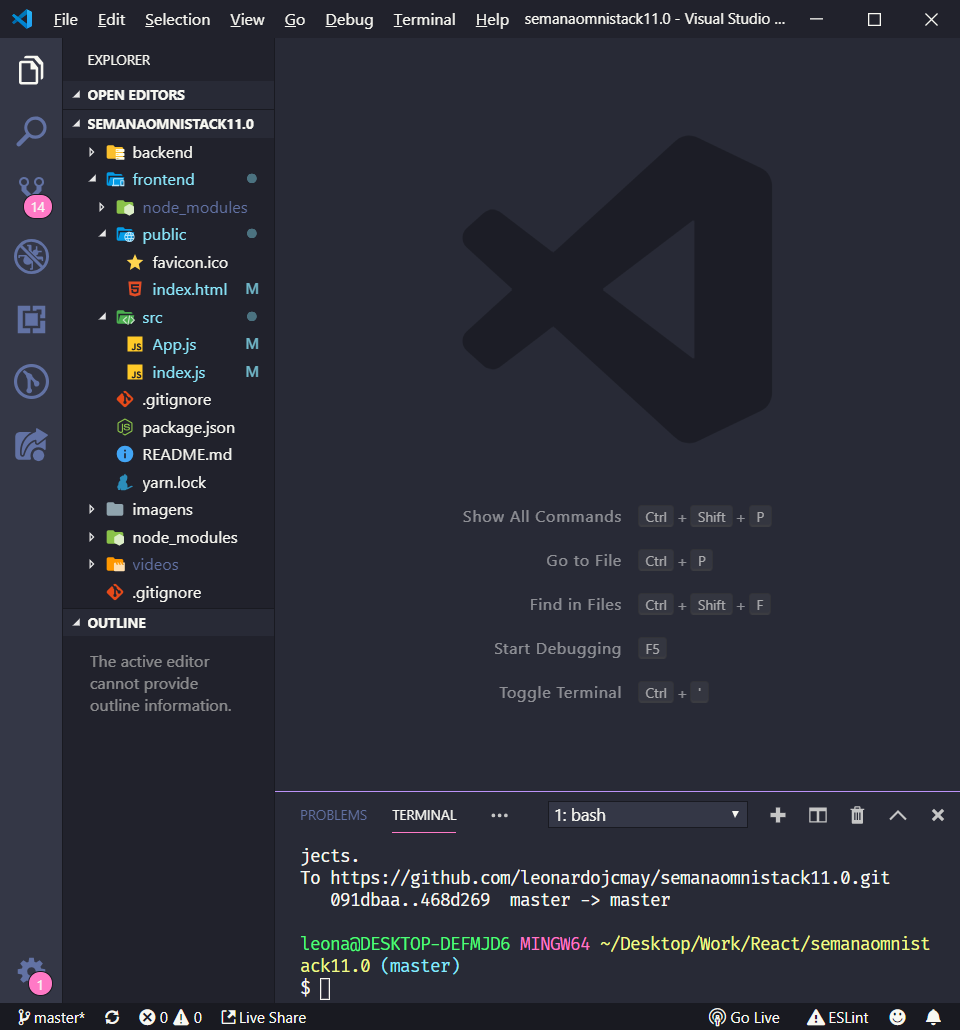 File Edit Selection View Go Debug Terminal Help semanaomnistack11.0 - Visual Studio ...
EXPLORER
OPEN EDITORS
SEMANAOMNISTACK11.0
backend
frontend
node_modules
public
favicon.ico
index.html M
src
JS App.js M
JS index.js M
.gitignore
package.json
README.md
yarn.lock
imagens
node_modules
videos
.gitignore
OUTLINE
The active editor
cannot provide
outline information.
14
1
Show All Commands Ctrl + Shift + P
Go to File Ctrl + P
Find in Files Ctrl + Shift + F
Start Debugging F5
Toggle Terminal Ctrl + '
PROBLEMS TERMINAL ... 1: bash
jects.
To https://github.com/leonardojcmay/semanaomnistack11.0.git
091dbaa..468d269 master -> master
leona@DESKTOP-DEFMJD6 MINGW64 ~/Desktop/Work/React/semanaomnist
ack11.0 (master)
$
master* 0 0 Live Share Go Live ESLint